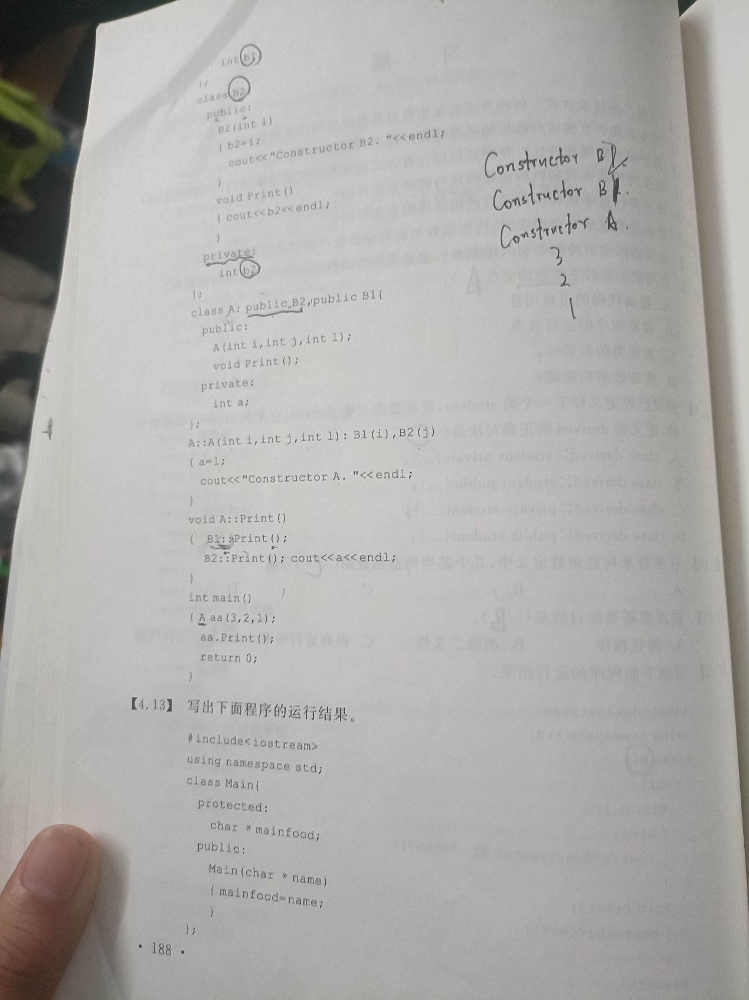 int b1;
};
class B2{
public:
B2(int i)
{ b2=i;
cout<<"Constructor B2. "<<endl;
}
void Print()
{ cout<<b2<<endl;
}
private:
int b2;
};
class A: public B2,public B1{
public:
A(int i,int j,int l);
void Print();
private:
int a;
};
A::A(int i,int j,int l): B1(i),B2(j)
{ a=l;
cout<<"Constructor A. "<<endl;
}
void A::Print()
{ B1::Print();
B2::Print(); cout<<a<<endl;
}
int main()
{ A aa(3,2,1);
aa.Print();
return 0;
}
Constructor B2.
Constructor B1.
Constructor A.
3
2
1
【4.13】 写出下面程序的运行结果。
#include<iostream>
using namespace std;
class Main{
protected:
char * mainfood;
public:
Main(char * name)
{ mainfood=name;
}
};
· 188 ·